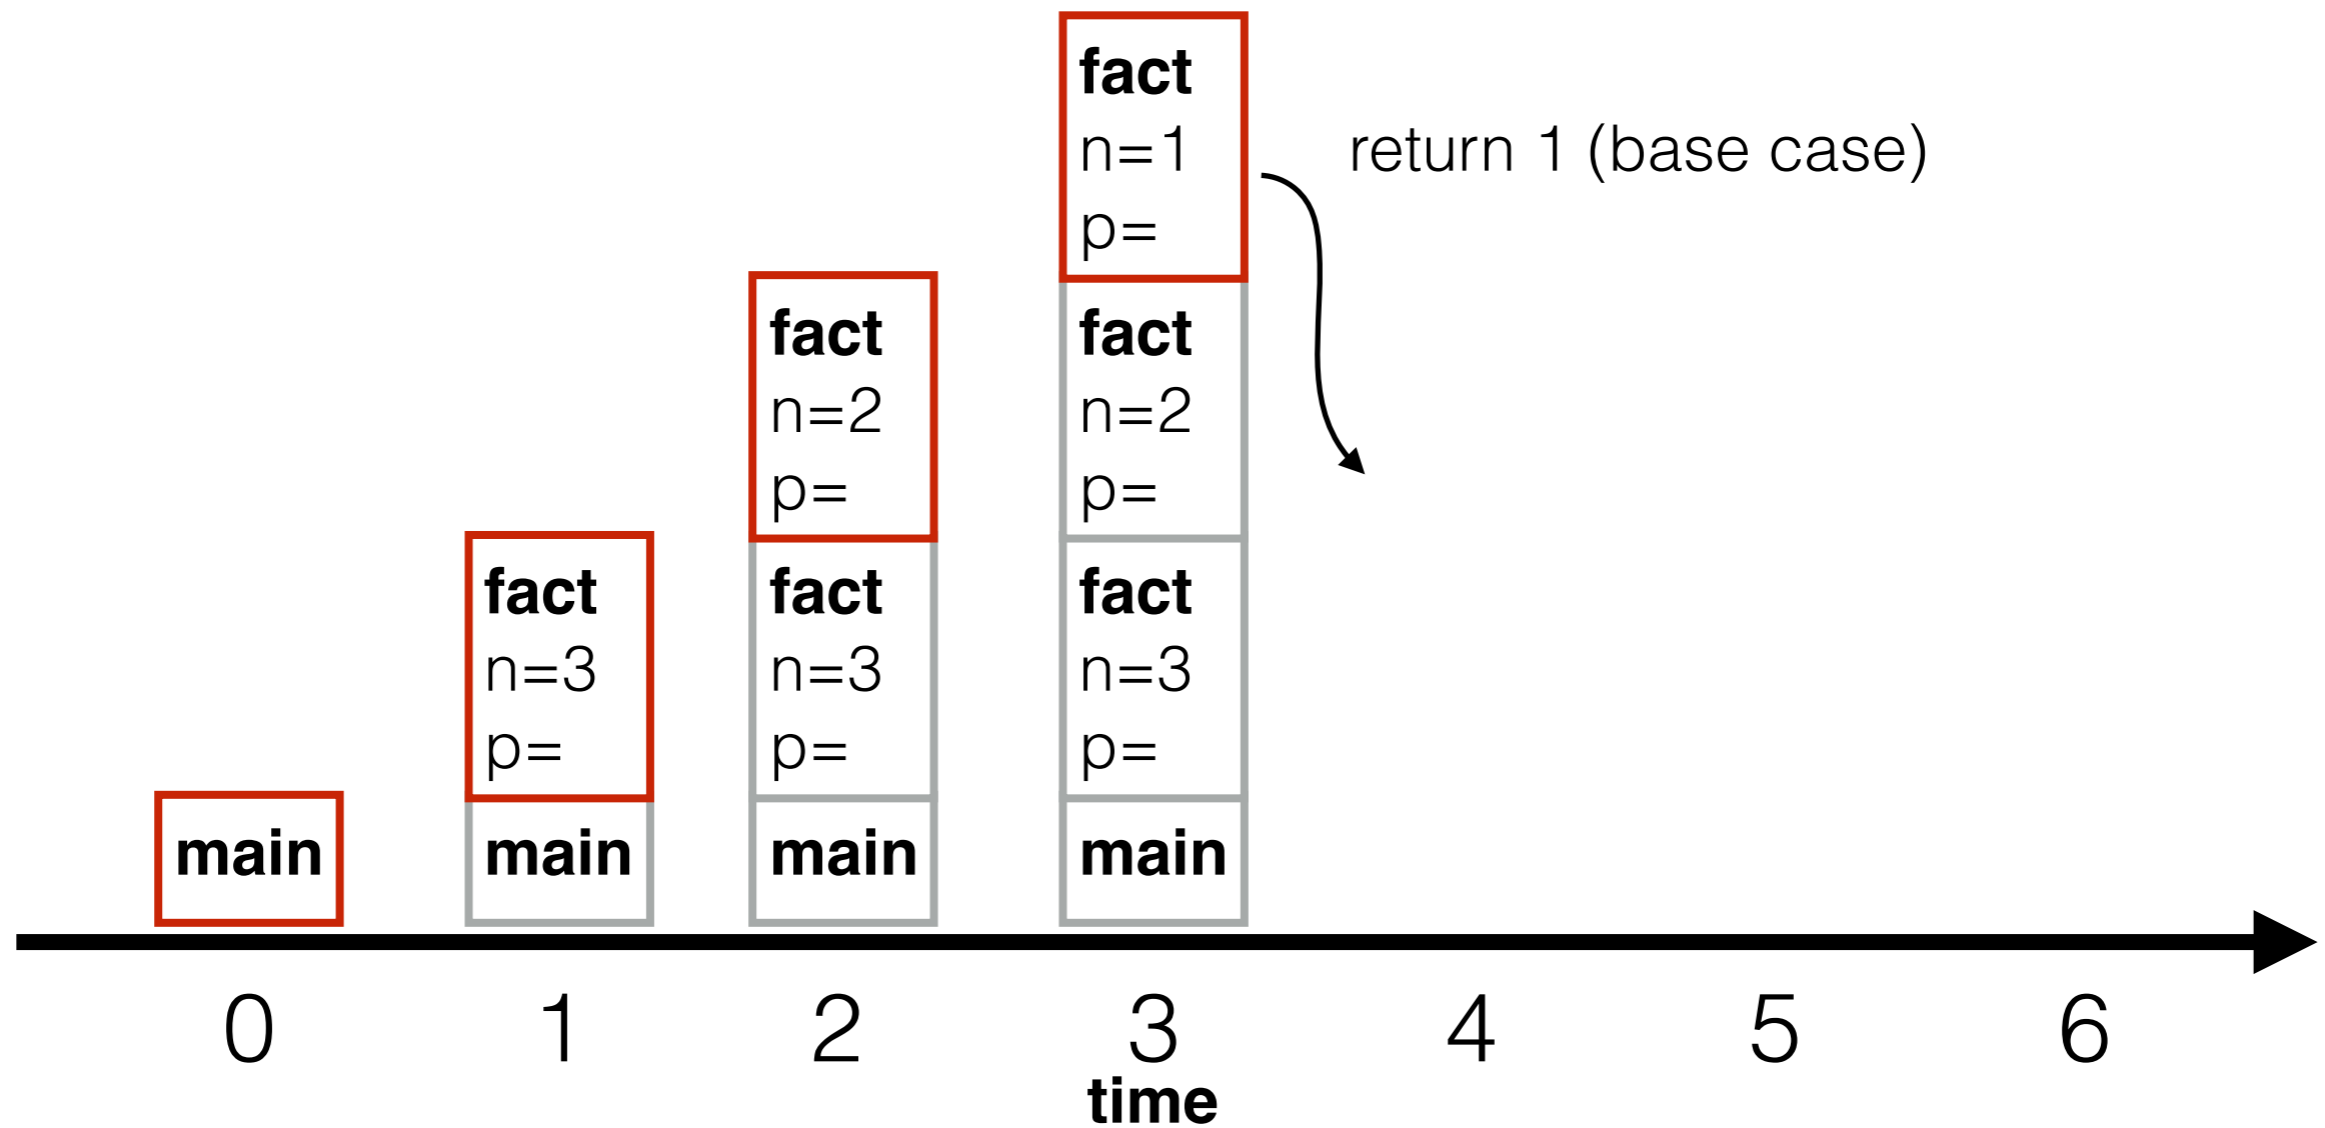 main
fact
n=3
p=
main
fact
n=2
p=
fact
n=3
p=
main
fact
n=1
p=
fact
n=2
p=
fact
n=3
p=
main
return 1 (base case)
0 1 2 3 4 5 6
time